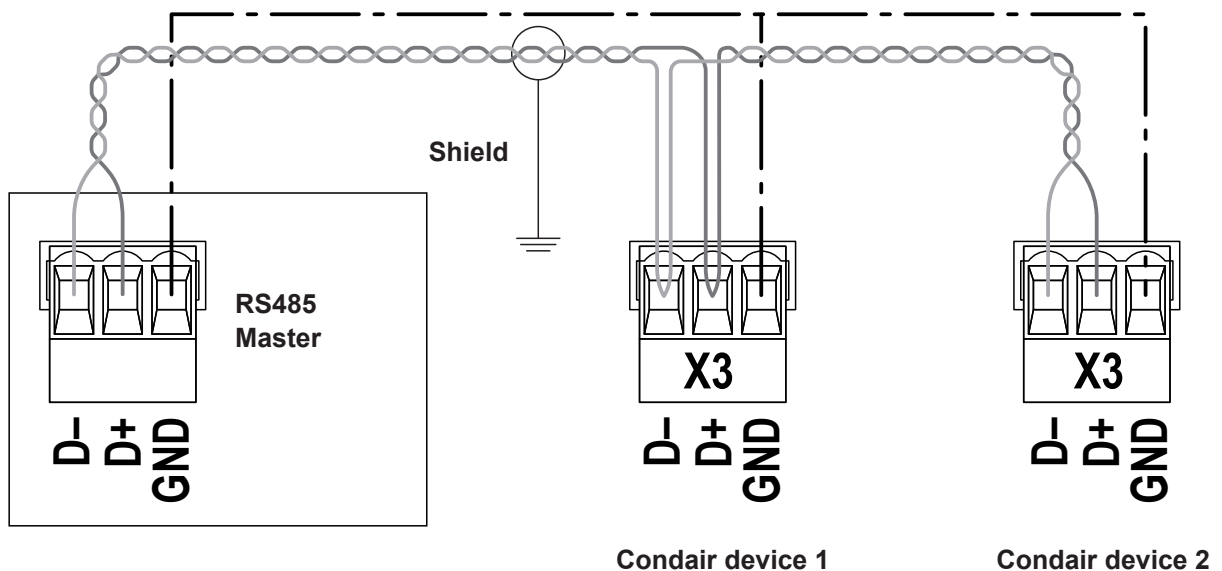 Shield
RS485
Master
X3
X3
D–
D+
GND
D–
D+
GND
D–
D+
GND
Condair device 1
Condair device 2